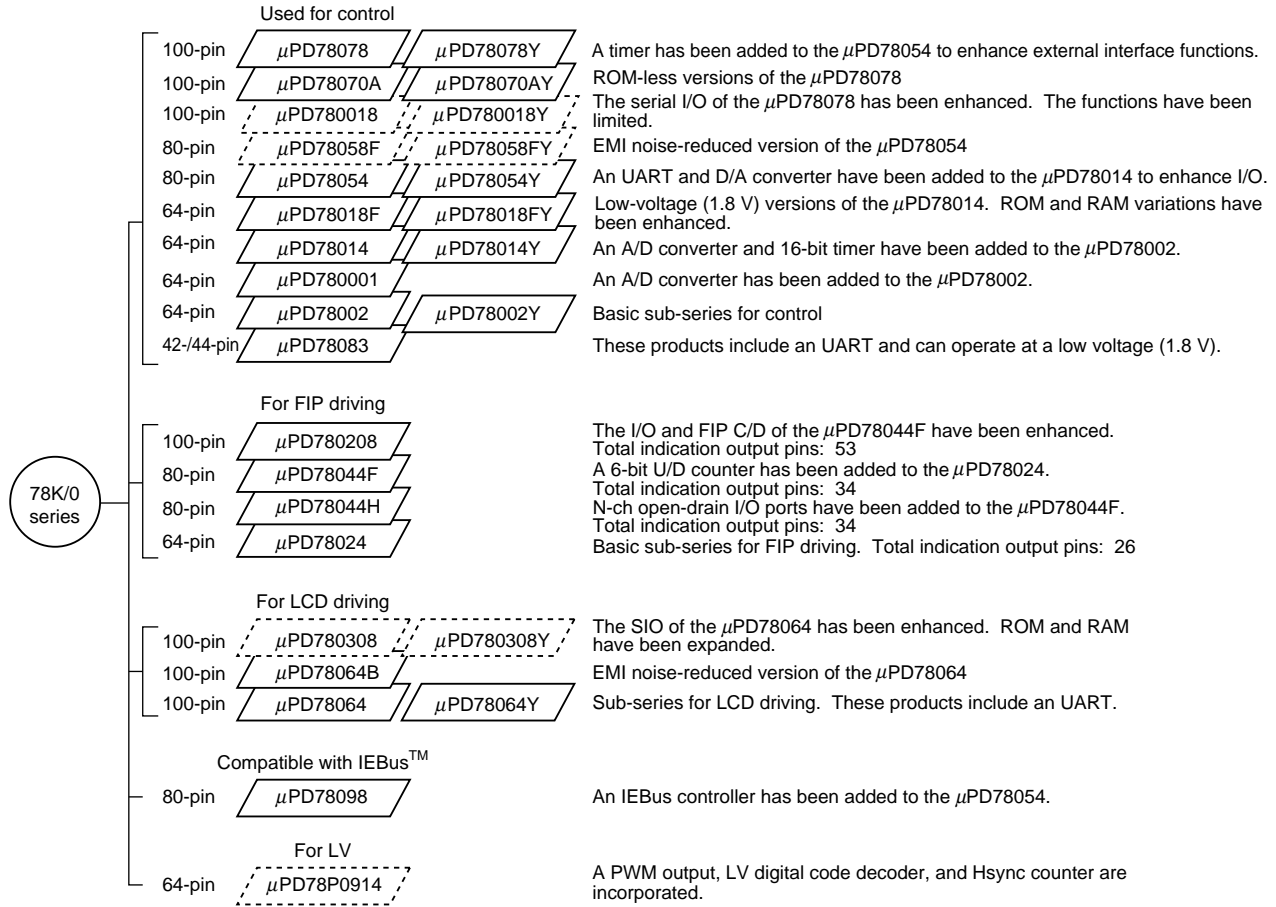 Used for control
100-pin μPD78078 μPD78078Y A timer has been added to the μPD78054 to enhance external interface functions.
100-pin μPD78070A μPD78070AY ROM-less versions of the μPD78078
100-pin μPD780018 μPD780018Y The serial I/O of the μPD78078 has been enhanced. The functions have been
limited.
80-pin μPD78058F μPD78058FY EMI noise-reduced version of the μPD78054
80-pin μPD78054 μPD78054Y An UART and D/A converter have been added to the μPD78014 to enhance I/O.
64-pin μPD78018F μPD78018FY Low-voltage (1.8 V) versions of the μPD78014. ROM and RAM variations have
been enhanced.
64-pin μPD78014 μPD78014Y An A/D converter and 16-bit timer have been added to the μPD78002.
64-pin μPD780001 An A/D converter has been added to the μPD78002.
64-pin μPD78002 μPD78002Y Basic sub-series for control
42-/44-pin μPD78083 These products include an UART and can operate at a low voltage (1.8 V).
For FIP driving
100-pin μPD780208 The I/O and FIP C/D of the μPD78044F have been enhanced.
Total indication output pins: 53
80-pin μPD78044F A 6-bit U/D counter has been added to the μPD78024.
Total indication output pins: 34
80-pin μPD78044H N-ch open-drain I/O ports have been added to the μPD78044F.
Total indication output pins: 34
64-pin μPD78024 Basic sub-series for FIP driving. Total indication output pins: 26
78K/0
series
For LCD driving
100-pin μPD780308 μPD780308Y The SIO of the μPD78064 has been enhanced. ROM and RAM
have been expanded.
100-pin μPD78064B EMI noise-reduced version of the μPD78064
100-pin μPD78064 μPD78064Y Sub-series for LCD driving. These products include an UART.
Compatible with IEBus™
80-pin μPD78098 An IEBus controller has been added to the μPD78054.
For LV
64-pin μPD78P0914 A PWM output, LV digital code decoder, and Hsync counter are
incorporated.